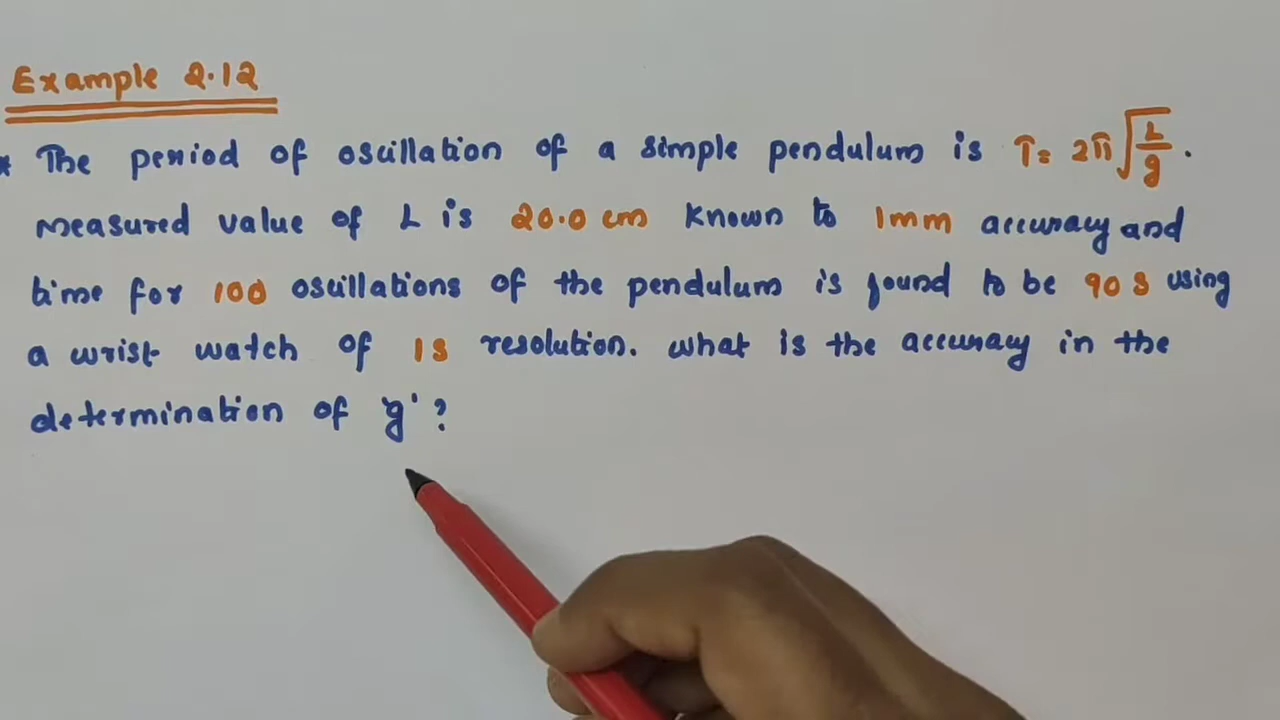 Example 2.12
* The period of oscillation of a simple pendulum is T = 2π√(L/g).
Measured value of L is 20.0 cm known to 1mm accuracy and
time for 100 oscillations of the pendulum is found to be 90 s using
a wrist watch of 1s resolution. What is the accuracy in the
determination of 'g'?